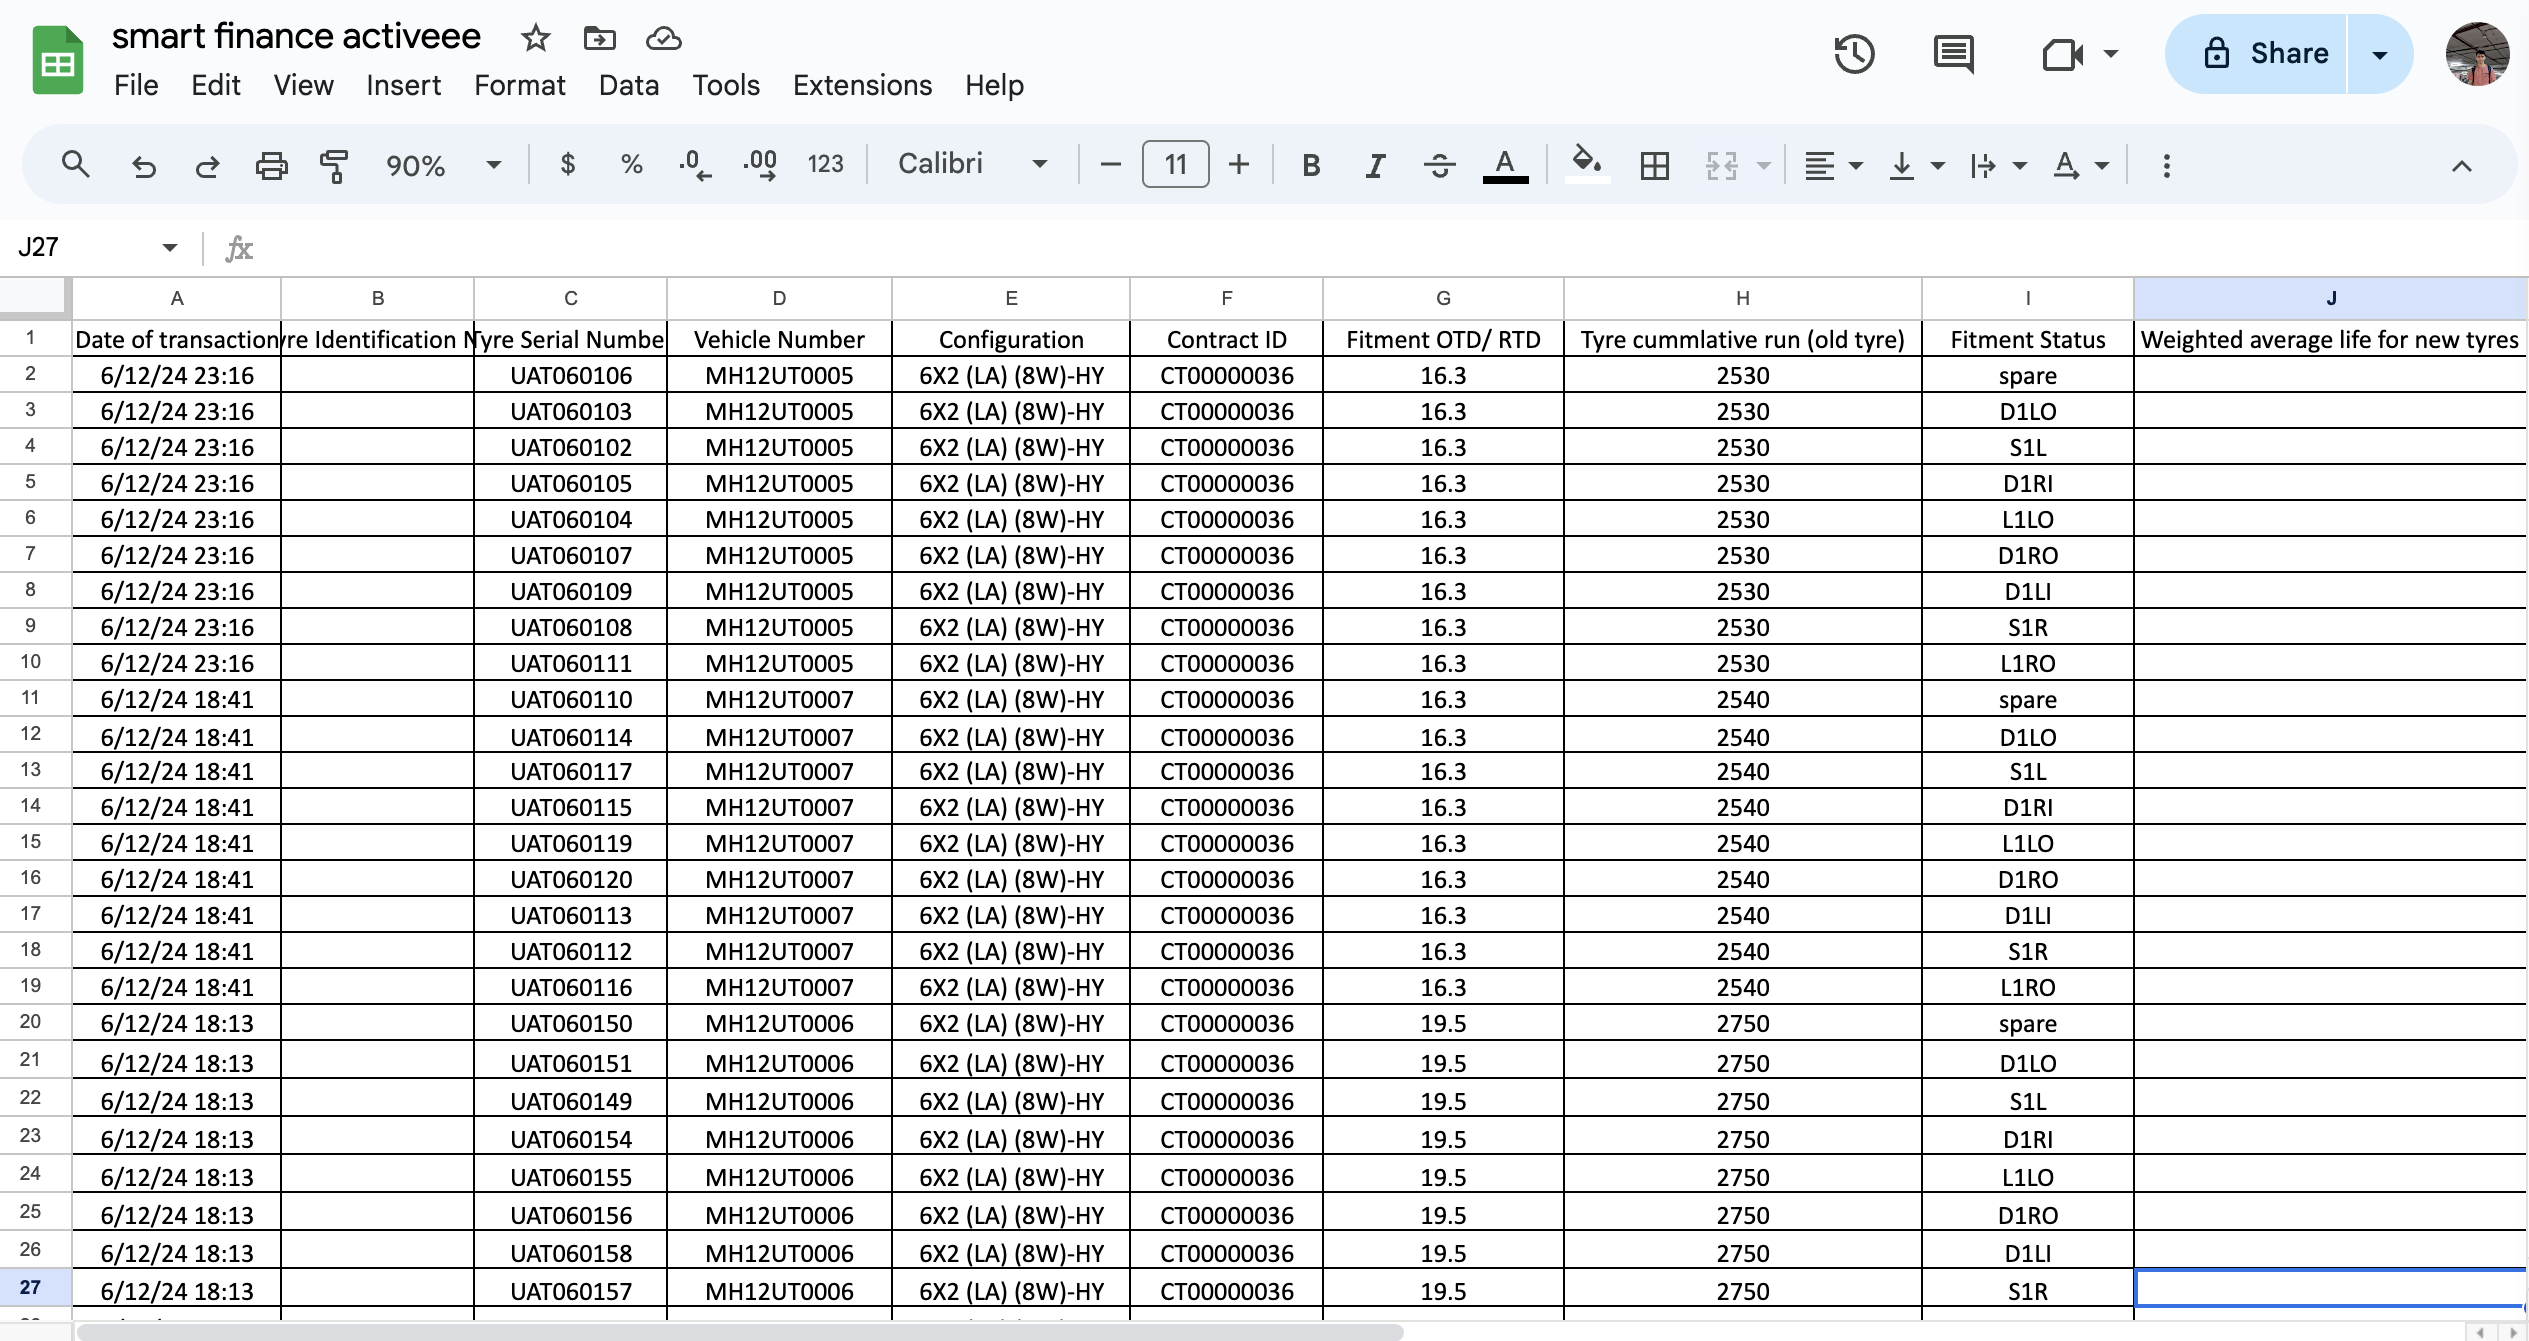 smart finance activeee
File Edit View Insert Format Data Tools Extensions Help
Share
90% $ % .0 .00 123 Calibri 11 B I S A
J27 fx
A B C D E F G H I J
1 Date of transaction yre Identification N Tyre Serial Numbe Vehicle Number Configuration Contract ID Fitment OTD/ RTD Tyre cummlative run (old tyre) Fitment Status Weighted average life for new tyres
2 6/12/24 23:16 UAT060106 MH12UT0005 6X2 (LA) (8W)-HY CT00000036 16.3 2530 spare
3 6/12/24 23:16 UAT060103 MH12UT0005 6X2 (LA) (8W)-HY CT00000036 16.3 2530 D1LO
4 6/12/24 23:16 UAT060102 MH12UT0005 6X2 (LA) (8W)-HY CT00000036 16.3 2530 S1L
5 6/12/24 23:16 UAT060105 MH12UT0005 6X2 (LA) (8W)-HY CT00000036 16.3 2530 D1RI
6 6/12/24 23:16 UAT060104 MH12UT0005 6X2 (LA) (8W)-HY CT00000036 16.3 2530 L1LO
7 6/12/24 23:16 UAT060107 MH12UT0005 6X2 (LA) (8W)-HY CT00000036 16.3 2530 D1RO
8 6/12/24 23:16 UAT060109 MH12UT0005 6X2 (LA) (8W)-HY CT00000036 16.3 2530 D1LI
9 6/12/24 23:16 UAT060108 MH12UT0005 6X2 (LA) (8W)-HY CT00000036 16.3 2530 S1R
10 6/12/24 23:16 UAT060111 MH12UT0005 6X2 (LA) (8W)-HY CT00000036 16.3 2530 L1RO
11 6/12/24 18:41 UAT060110 MH12UT0007 6X2 (LA) (8W)-HY CT00000036 16.3 2540 spare
12 6/12/24 18:41 UAT060114 MH12UT0007 6X2 (LA) (8W)-HY CT00000036 16.3 2540 D1LO
13 6/12/24 18:41 UAT060117 MH12UT0007 6X2 (LA) (8W)-HY CT00000036 16.3 2540 S1L
14 6/12/24 18:41 UAT060115 MH12UT0007 6X2 (LA) (8W)-HY CT00000036 16.3 2540 D1RI
15 6/12/24 18:41 UAT060119 MH12UT0007 6X2 (LA) (8W)-HY CT00000036 16.3 2540 L1LO
16 6/12/24 18:41 UAT060120 MH12UT0007 6X2 (LA) (8W)-HY CT00000036 16.3 2540 D1RO
17 6/12/24 18:41 UAT060113 MH12UT0007 6X2 (LA) (8W)-HY CT00000036 16.3 2540 D1LI
18 6/12/24 18:41 UAT060112 MH12UT0007 6X2 (LA) (8W)-HY CT00000036 16.3 2540 S1R
19 6/12/24 18:41 UAT060116 MH12UT0007 6X2 (LA) (8W)-HY CT00000036 16.3 2540 L1RO
20 6/12/24 18:13 UAT060150 MH12UT0006 6X2 (LA) (8W)-HY CT00000036 19.5 2750 spare
21 6/12/24 18:13 UAT060151 MH12UT0006 6X2 (LA) (8W)-HY CT00000036 19.5 2750 D1LO
22 6/12/24 18:13 UAT060149 MH12UT0006 6X2 (LA) (8W)-HY CT00000036 19.5 2750 S1L
23 6/12/24 18:13 UAT060154 MH12UT0006 6X2 (LA) (8W)-HY CT00000036 19.5 2750 D1RI
24 6/12/24 18:13 UAT060155 MH12UT0006 6X2 (LA) (8W)-HY CT00000036 19.5 2750 L1LO
25 6/12/24 18:13 UAT060156 MH12UT0006 6X2 (LA) (8W)-HY CT00000036 19.5 2750 D1RO
26 6/12/24 18:13 UAT060158 MH12UT0006 6X2 (LA) (8W)-HY CT00000036 19.5 2750 D1LI
27 6/12/24 18:13 UAT060157 MH12UT0006 6X2 (LA) (8W)-HY CT00000036 19.5 2750 S1R